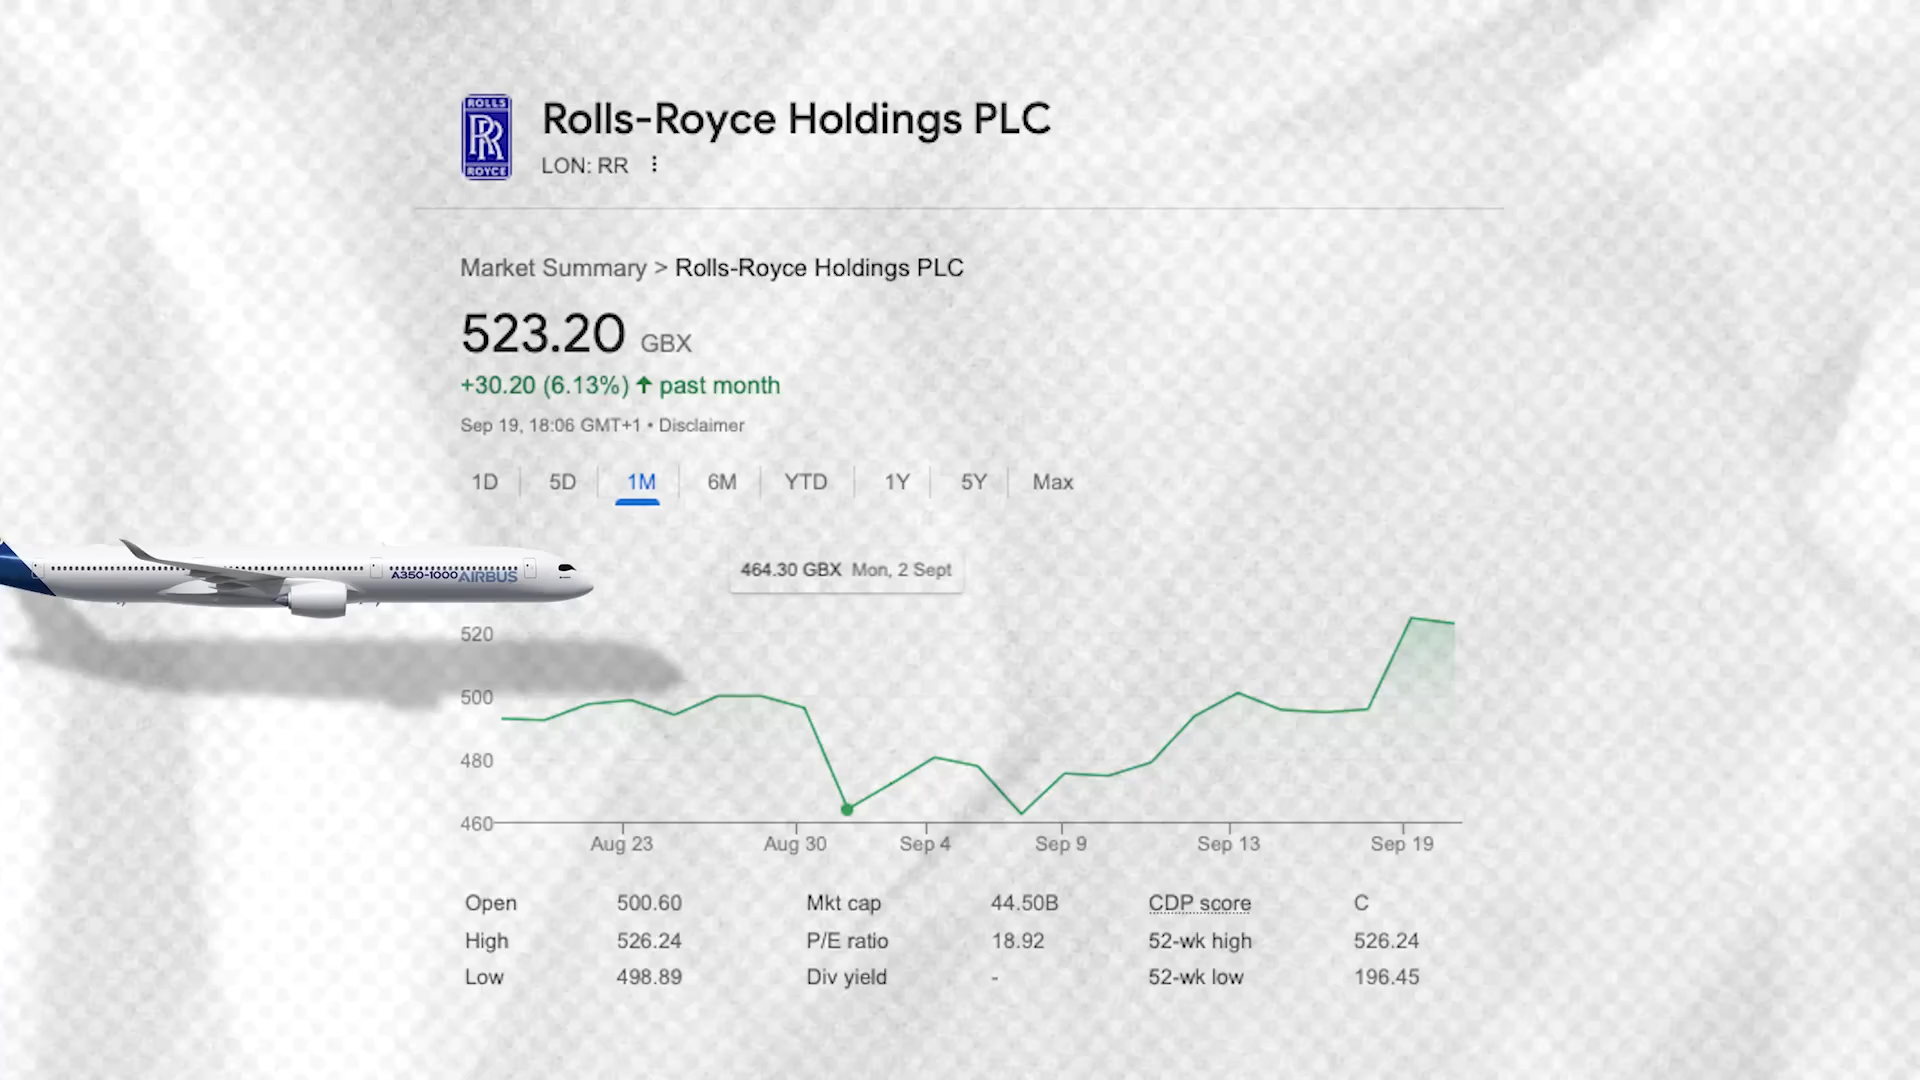 ROLLS
RR
ROYCE
Rolls-Royce Holdings PLC
LON: RR
Market Summary > Rolls-Royce Holdings PLC
523.20 GBX
+30.20 (6.13%) ↑ past month
Sep 19, 18:06 GMT+1 • Disclaimer
1D 5D 1M 6M YTD 1Y 5Y Max
A350-1000 AIRBUS
464.30 GBX Mon, 2 Sept
520
500
480
460
Aug 23 Aug 30 Sep 4 Sep 9 Sep 13 Sep 19
Open 500.60 Mkt cap 44.50B CDP score C
High 526.24 P/E ratio 18.92 52-wk high 526.24
Low 498.89 Div yield - 52-wk low 196.45